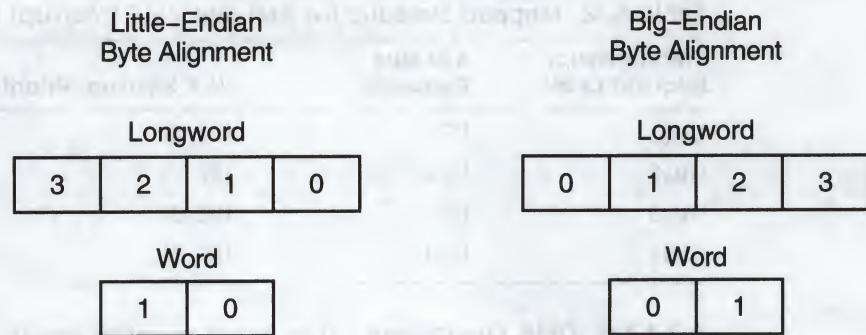 Little–Endian
Byte Alignment
Big–Endian
Byte Alignment
Longword
Longword
3 2 1 0
0 1 2 3
Word
Word
1 0
0 1